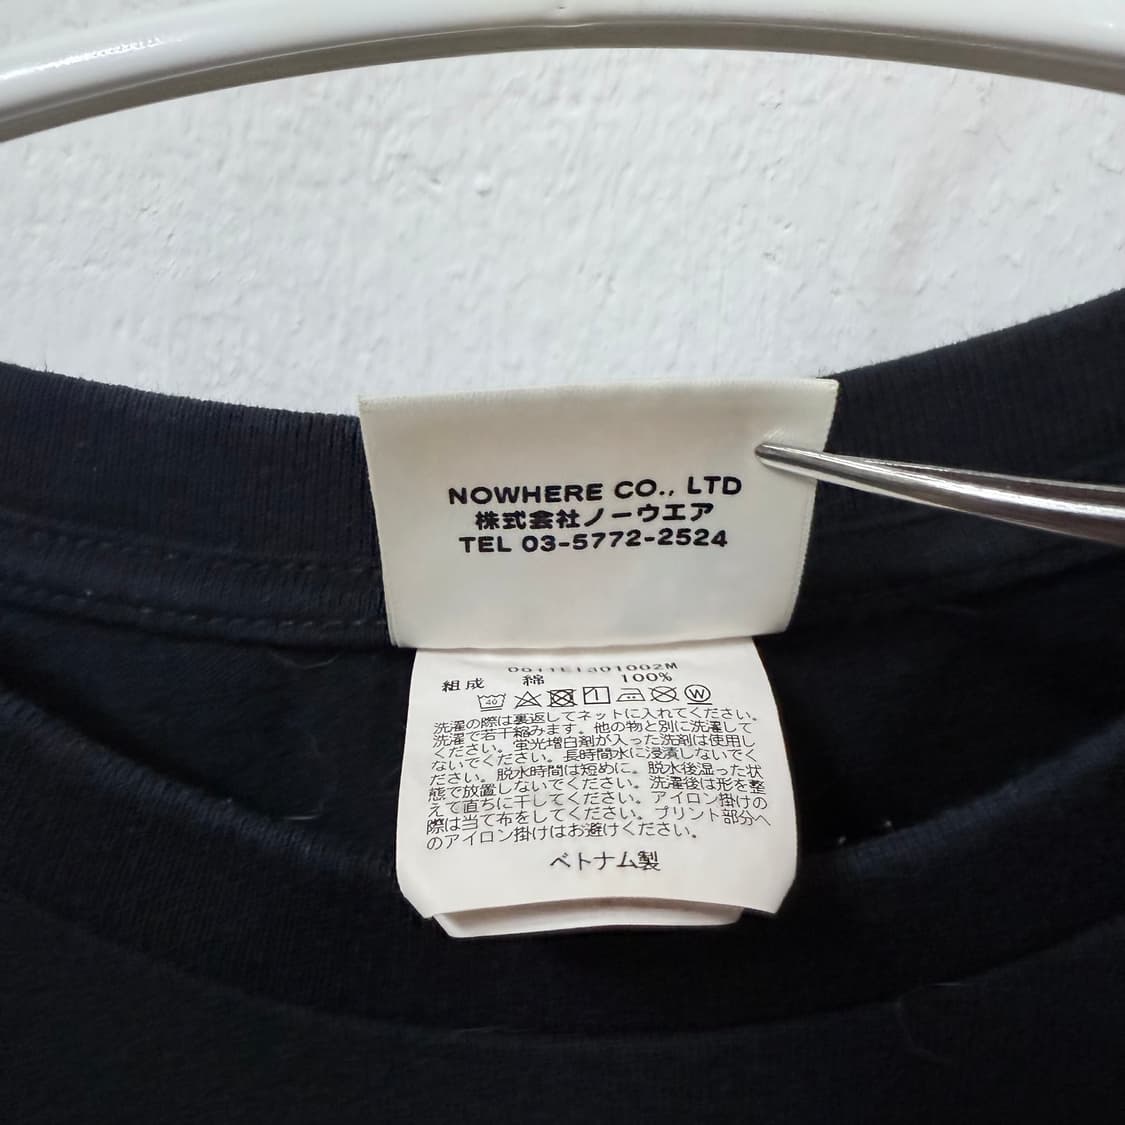 NOWHERE CO., LTD
株式会社ノーウエア
TEL 03-5772-2524
組成 綿 100%
40 W
洗濯の際は裏返してネットに入れてください。
洗濯で若干縮みます。他の物と別に洗濯して
ください。蛍光増白剤が入った洗剤は使用し
ないでください。長時間水に浸漬しないでく
ださい。脱水時間は短めに。脱水後湿った状
態で放置しないでください。洗濯後は形を整
えて直ちに干してください。アイロン掛けの
際は当て布をしてください。プリント部分へ
のアイロン掛けはお避けください。
ベトナム製